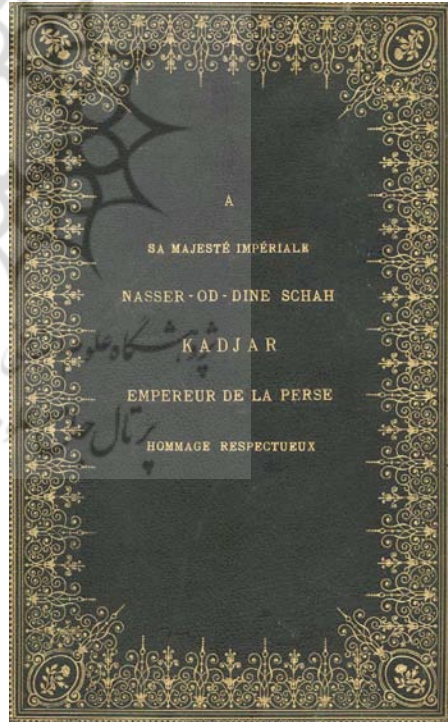 A
SA MAJESTÉ IMPÉRIALE
NASSER-OD-DINE SCHAH
KADJAR
EMPEREUR DE LA PERSE
HOMMAGE RESPECTUEUX